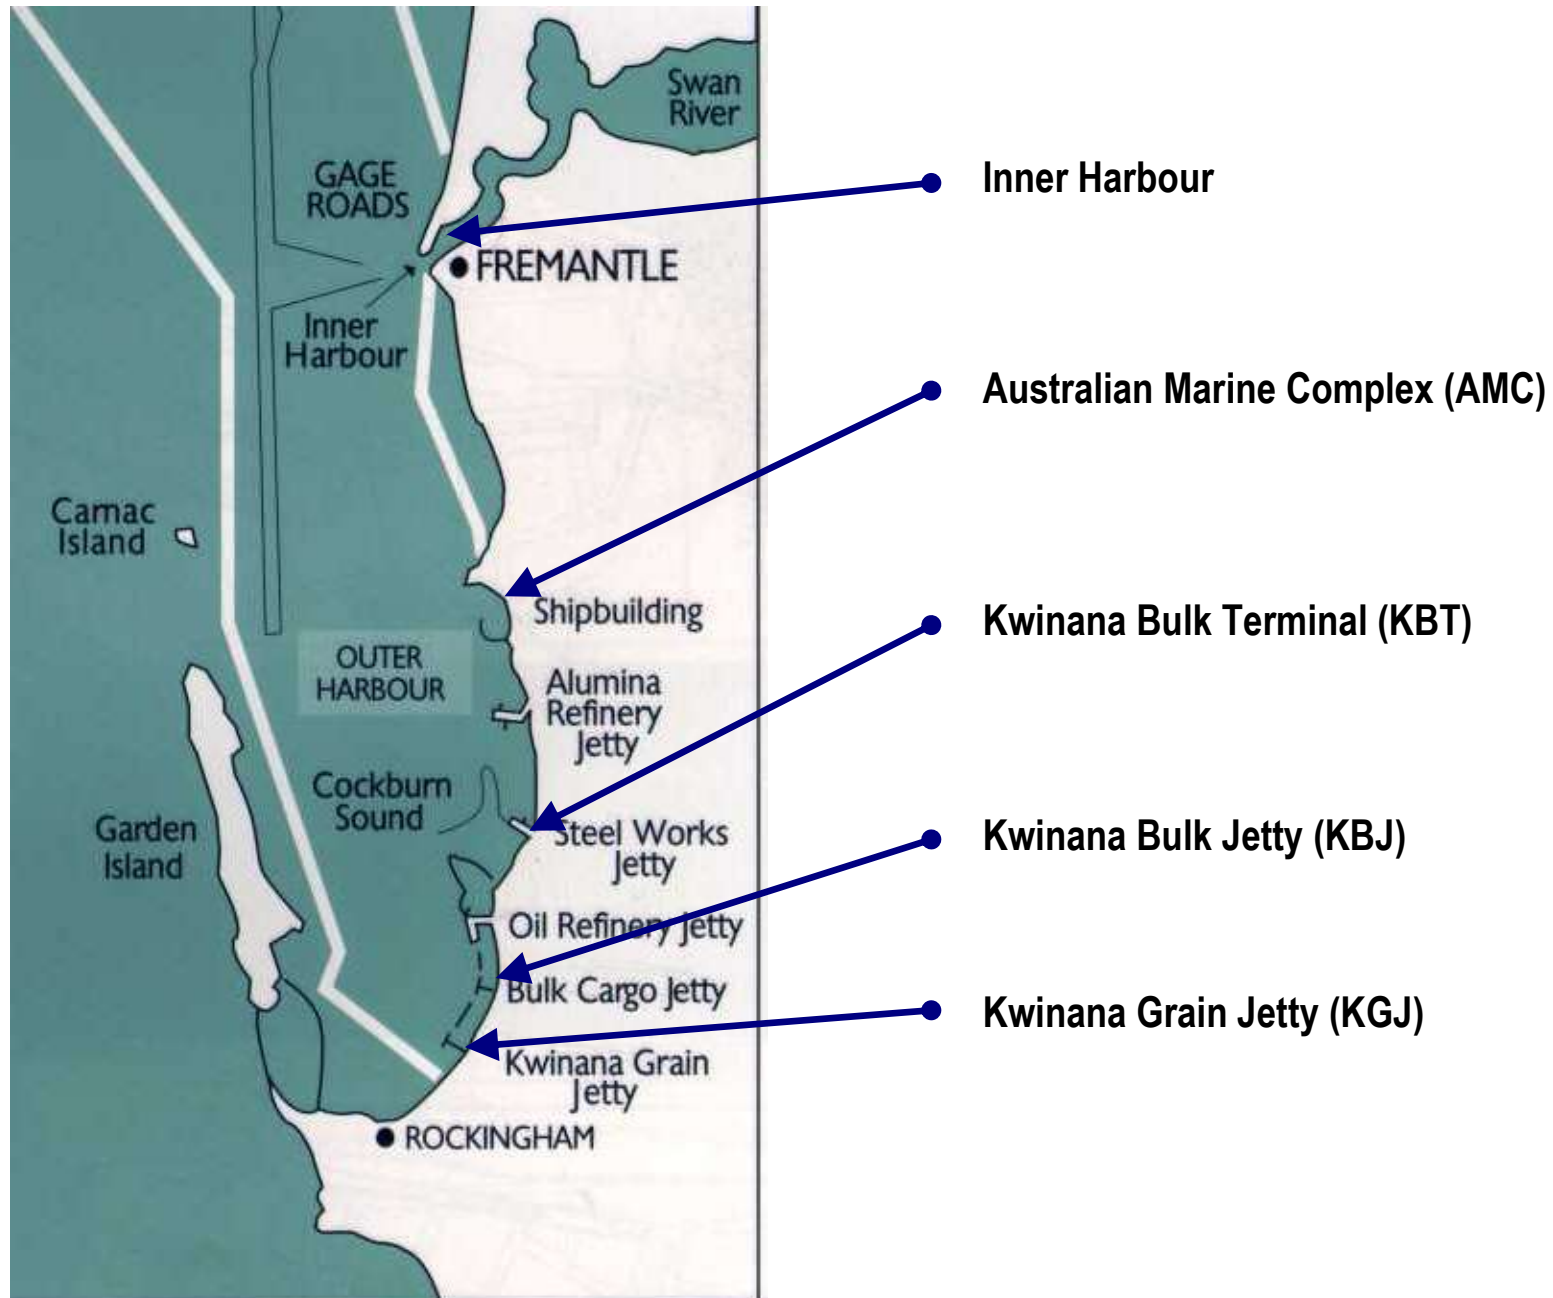 Swan
River
Inner Harbour
GAGE
ROADS
FREMANTLE
Inner
Harbour
Australian Marine Complex (AMC)
Carnac
Island
Shipbuilding
Kwinana Bulk Terminal (KBT)
OUTER
HARBOUR
Alumina
Refinery
Jetty
Cockburn
Sound
Garden
Island
Steel Works
Jetty
Kwinana Bulk Jetty (KBJ)
Oil Refinery Jetty
Bulk Cargo Jetty
Kwinana Grain Jetty (KGJ)
Kwinana Grain
Jetty
ROCKINGHAM